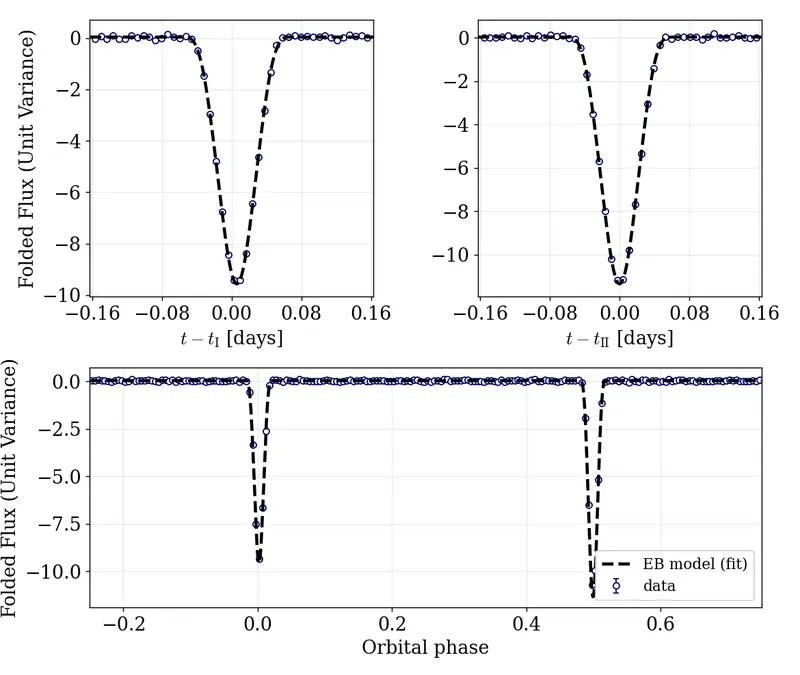 Folded Flux (Unit Variance)
0
−2
−4
−6
−8
−10
−0.16 −0.08 0.00 0.08 0.16
t − tI [days]
0
−2
−4
−6
−8
−10
−0.16 −0.08 0.00 0.08 0.16
t − tII [days]
Folded Flux (Unit Variance)
0.0
−2.5
−5.0
−7.5
−10.0
EB model (fit)
data
−0.2 0.0 0.2 0.4 0.6
Orbital phase